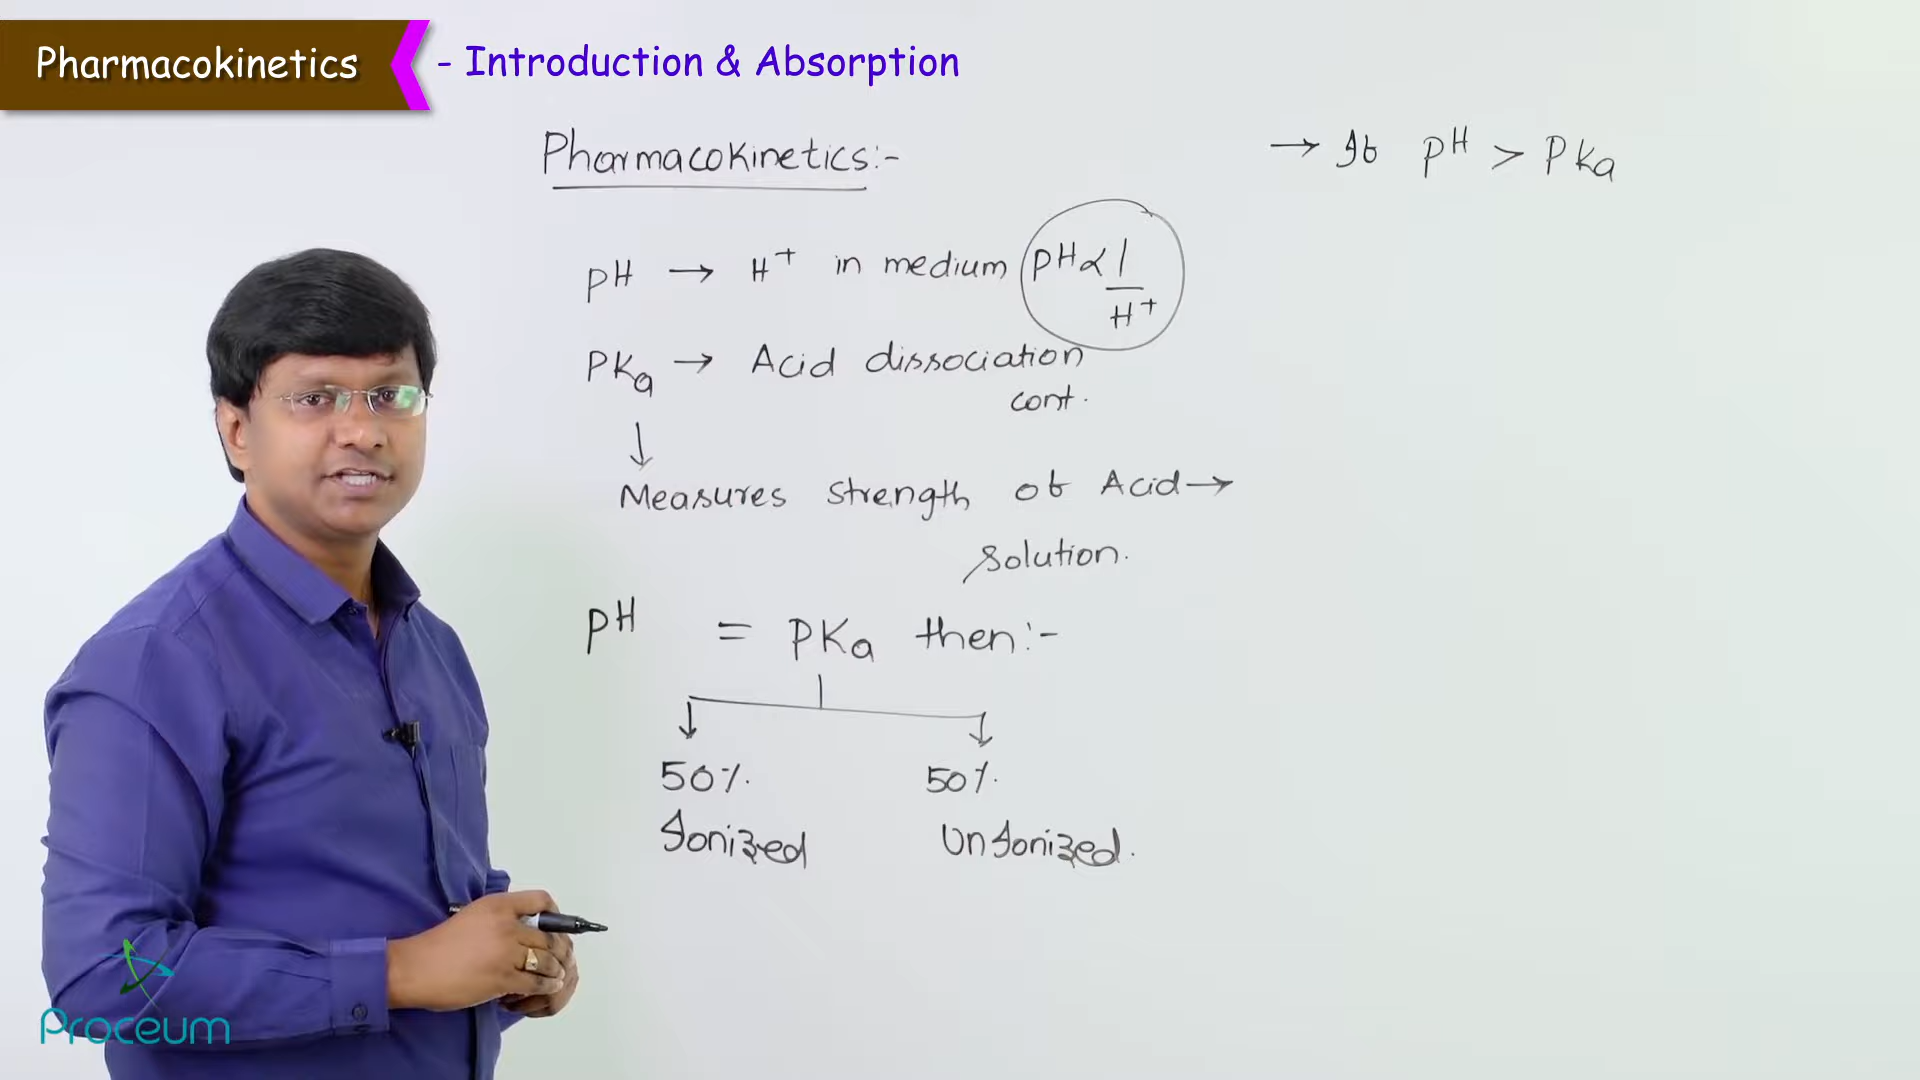 Pharmacokinetics - Introduction & Absorption
Pharmacokinetics:-
pH → H⁺ in medium pH ∝ 1/H⁺
PKa → Acid dissociation
cont.
↓
Measures strength of Acid →
solution.
pH = PKa then:-
50% 50%
Ionized UnIonized.
→ If pH > PKa
Proceum